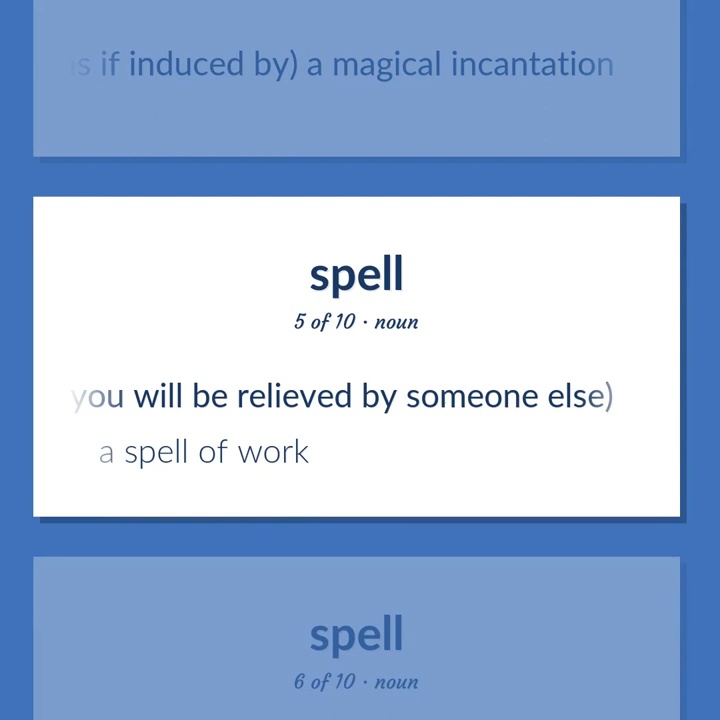 is if induced by) a magical incantation
spell
5 of 10 · noun
you will be relieved by someone else)
a spell of work
spell
6 of 10 · noun